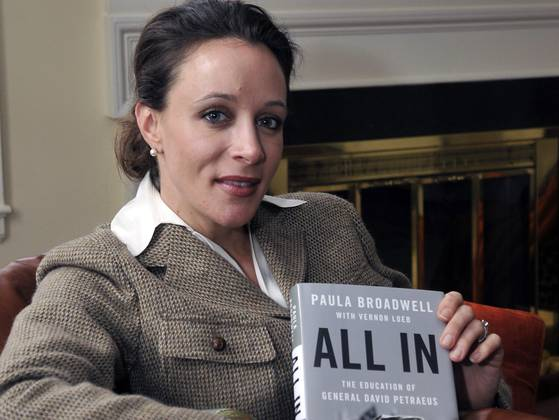 PAULA BROADWELL
WITH VERNON LOEB
ALL IN
THE EDUCATION OF
GENERAL DAVID PETRAEUS